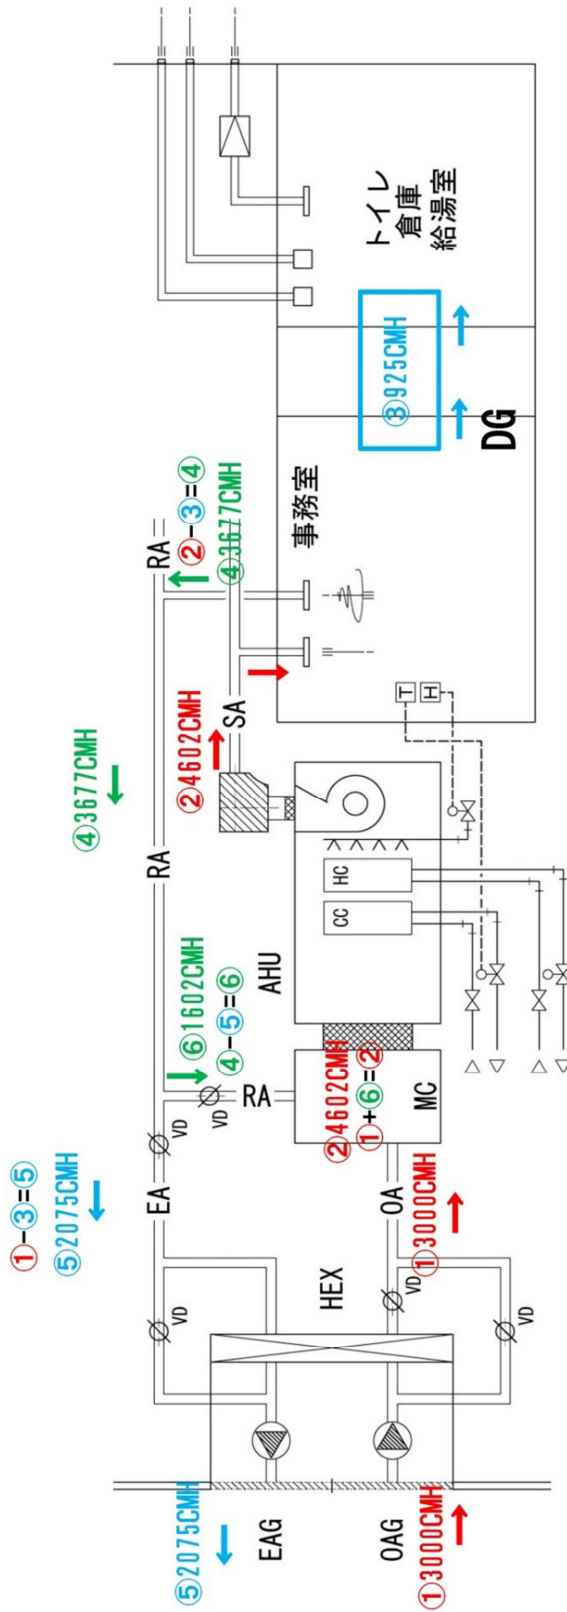 ①-③=⑤
⑤2075CMH
④3677CMH
EA
RA
RA
VD
VD
⑤2075CMH
⑥1602CMH
④-⑤=⑥
②4602CMH
②-③=④
④3677CMH
VD
RA
SA
EAG
AHU
事務室
HEX
②4602CMH
①+⑥=②
MC
CC
HC
トイレ
倉庫
給湯室
③925CMH
DG
T
H
OAG
VD
OA
①3000CMH
①3000CMH
VD